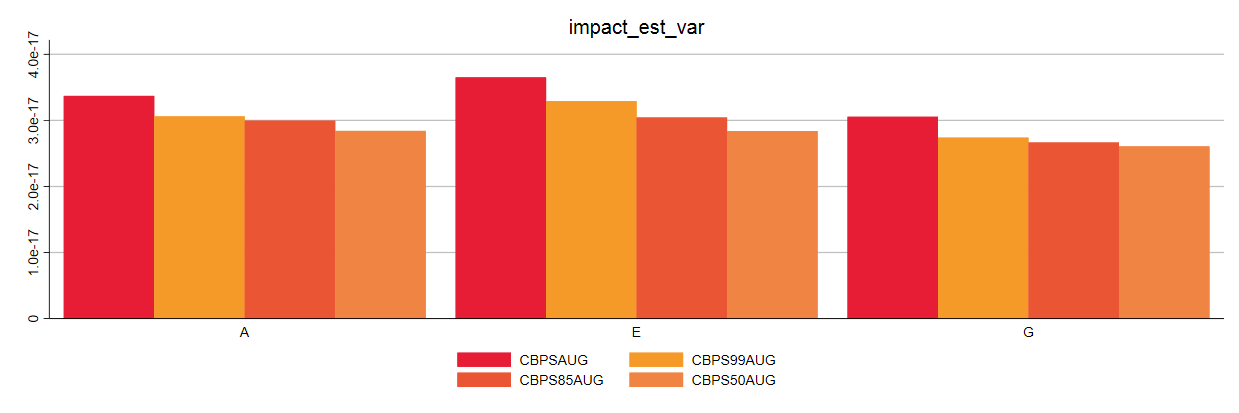 impact_est_var
4.0e-17
3.0e-17
2.0e-17
1.0e-17
0
A E G
CBPSAUG CBPS99AUG
CBPS85AUG CBPS50AUG